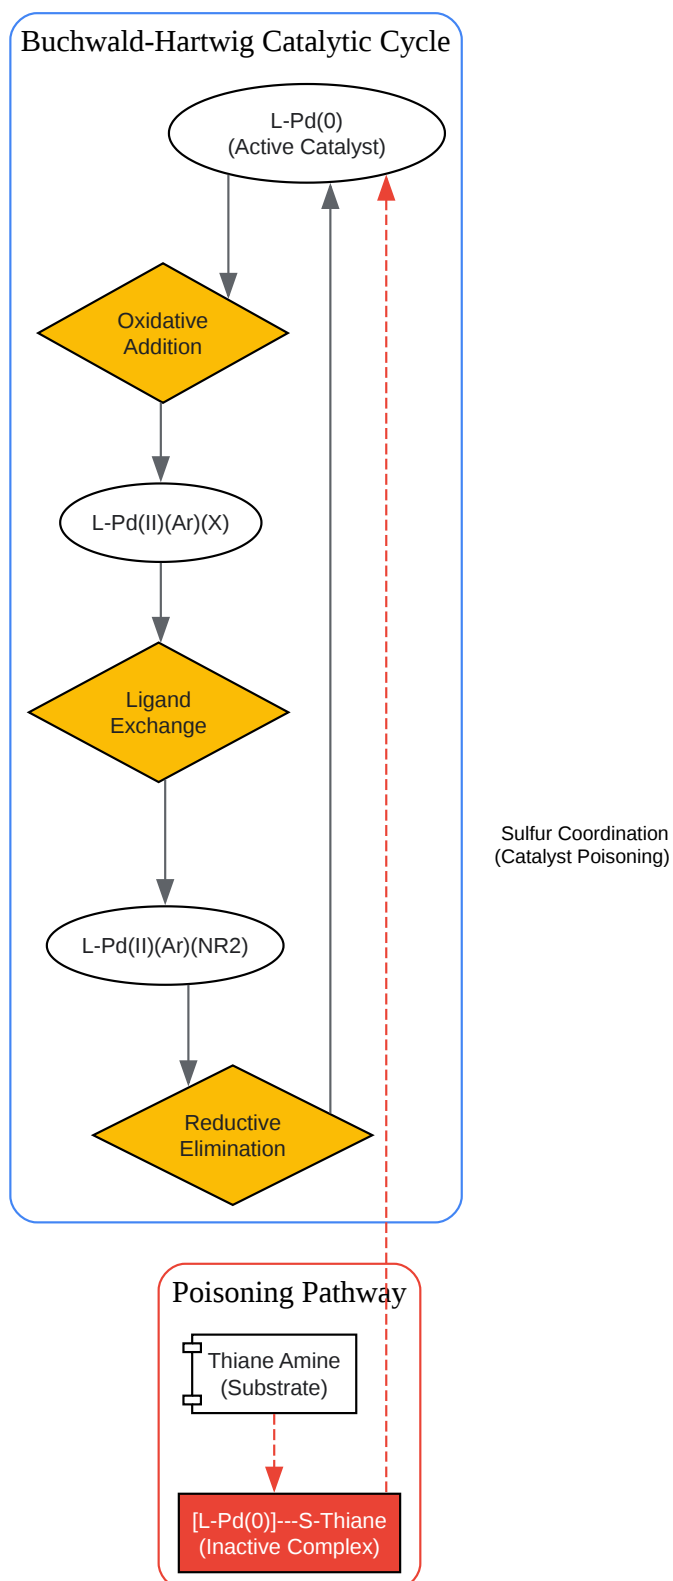 Buchwald-Hartwig Catalytic Cycle
L-Pd(0)
(Active Catalyst)
Oxidative
Addition
L-Pd(II)(Ar)(X)
Ligand
Exchange
Sulfur Coordination
(Catalyst Poisoning)
L-Pd(II)(Ar)(NR2)
Reductive
Elimination
Poisoning Pathway
Thiane Amine
(Substrate)
[L-Pd(0)]---S-Thiane
(Inactive Complex)